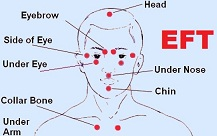 Head
Eyebrow
EFT
Side of Eye
Under Eye
Under Nose
Chin
Collar Bone
Under
Arm